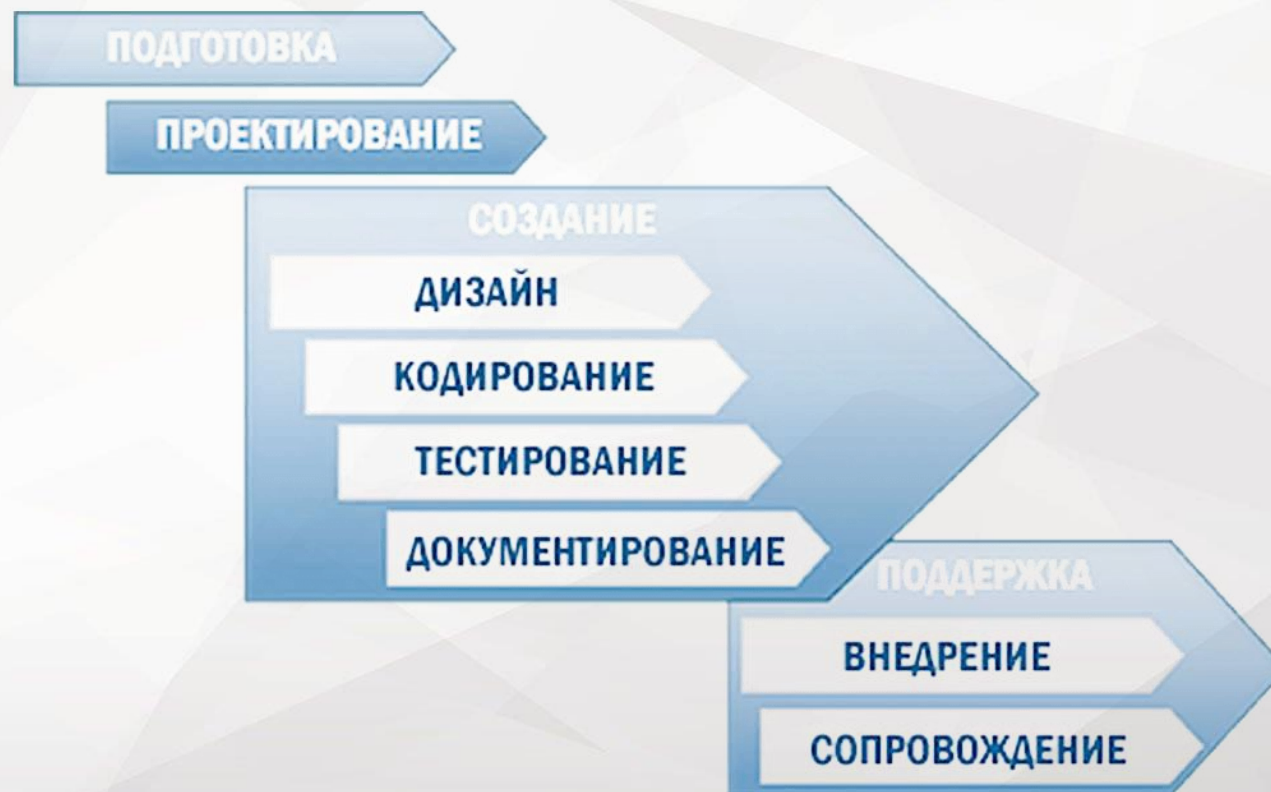 ПОДГОТОВКА
ПРОЕКТИРОВАНИЕ
СОЗДАНИЕ
ДИЗАЙН
КОДИРОВАНИЕ
ТЕСТИРОВАНИЕ
ДОКУМЕНТИРОВАНИЕ
ПОДДЕРЖКА
ВНЕДРЕНИЕ
СОПРОВОЖДЕНИЕ